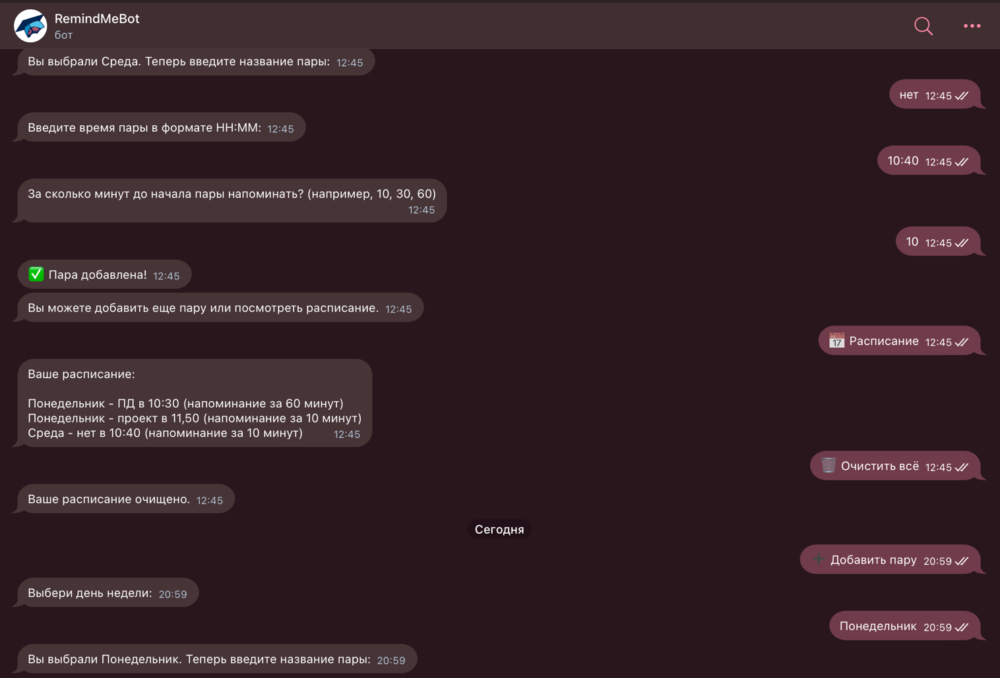 RemindMeBot
бот
Вы выбрали Среда. Теперь введите название пары: 12:45
нет 12:45
Введите время пары в формате HH:MM: 12:45
10:40 12:45
За сколько минут до начала пары напоминать? (например, 10, 30, 60)
12:45
10 12:45
✅ Пара добавлена! 12:45
Вы можете добавить еще пару или посмотреть расписание. 12:45
📅 Расписание 12:45
Ваше расписание:
Понедельник - ПД в 10:30 (напоминание за 60 минут)
Понедельник - проект в 11,50 (напоминание за 10 минут)
Среда - нет в 10:40 (напоминание за 10 минут) 12:45
🗑 Очистить всё 12:45
Ваше расписание очищено. 12:45
Сегодня
➕ Добавить пару 20:59
Выбери день недели: 20:59
Понедельник 20:59
Вы выбрали Понедельник. Теперь введите название пары: 20:59